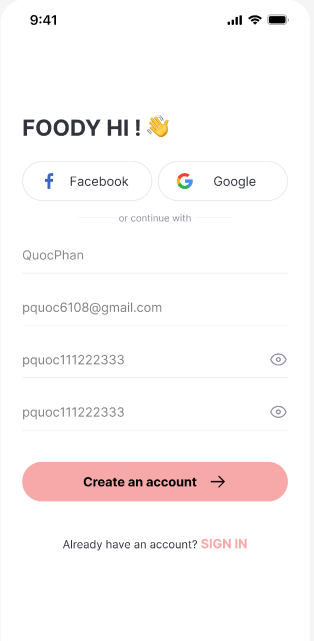 9:41
FOODY HI ! 👋
Facebook
Google
or continue with
QuocPhan
pquoc6108@gmail.com
pquoc111222333
pquoc111222333
Create an account →
Already have an account? SIGN IN